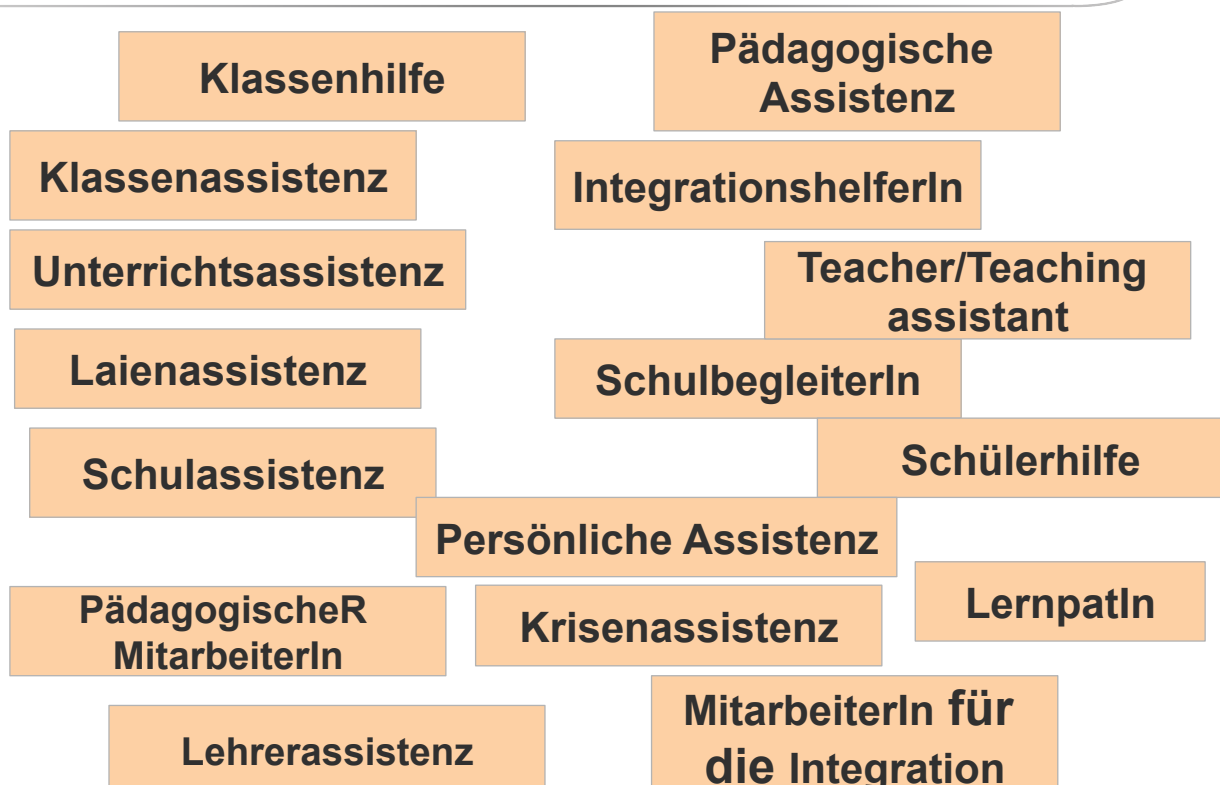 Klassenhilfe
Pädagogische
Assistenz
Klassenassistenz
IntegrationshelferIn
Unterrichtsassistenz
Teacher/Teaching
assistant
Laienassistenz
SchulbegleiterIn
Schulassistenz
Schülerhilfe
Persönliche Assistenz
PädagogischeR
MitarbeiterIn
Krisenassistenz
LernpatIn
Lehrerassistenz
MitarbeiterIn für
die Integration